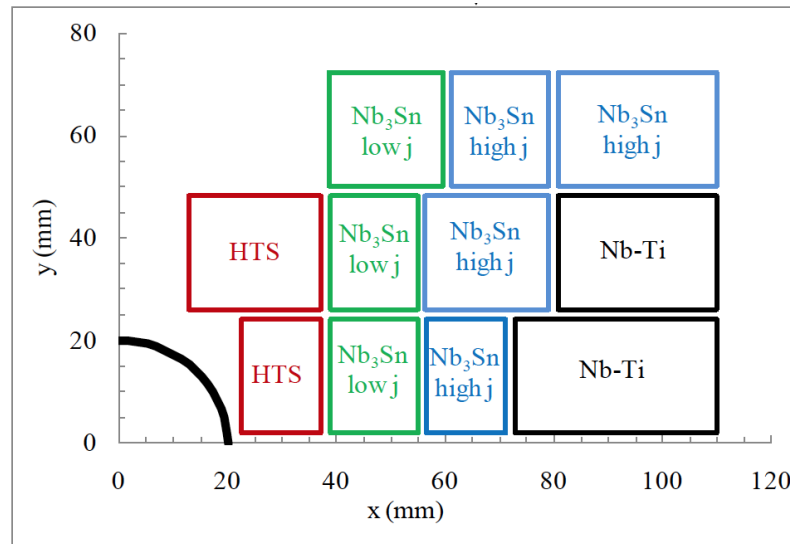 80
Nb₃Sn
low j
Nb₃Sn
high j
Nb₃Sn
high j
60
HTS
Nb₃Sn
low j
Nb₃Sn
high j
Nb-Ti
40
y (mm)
20
HTS
Nb₃Sn
low j
Nb₃Sn
high j
Nb-Ti
0
0 20 40 60 80 100 120
x (mm)